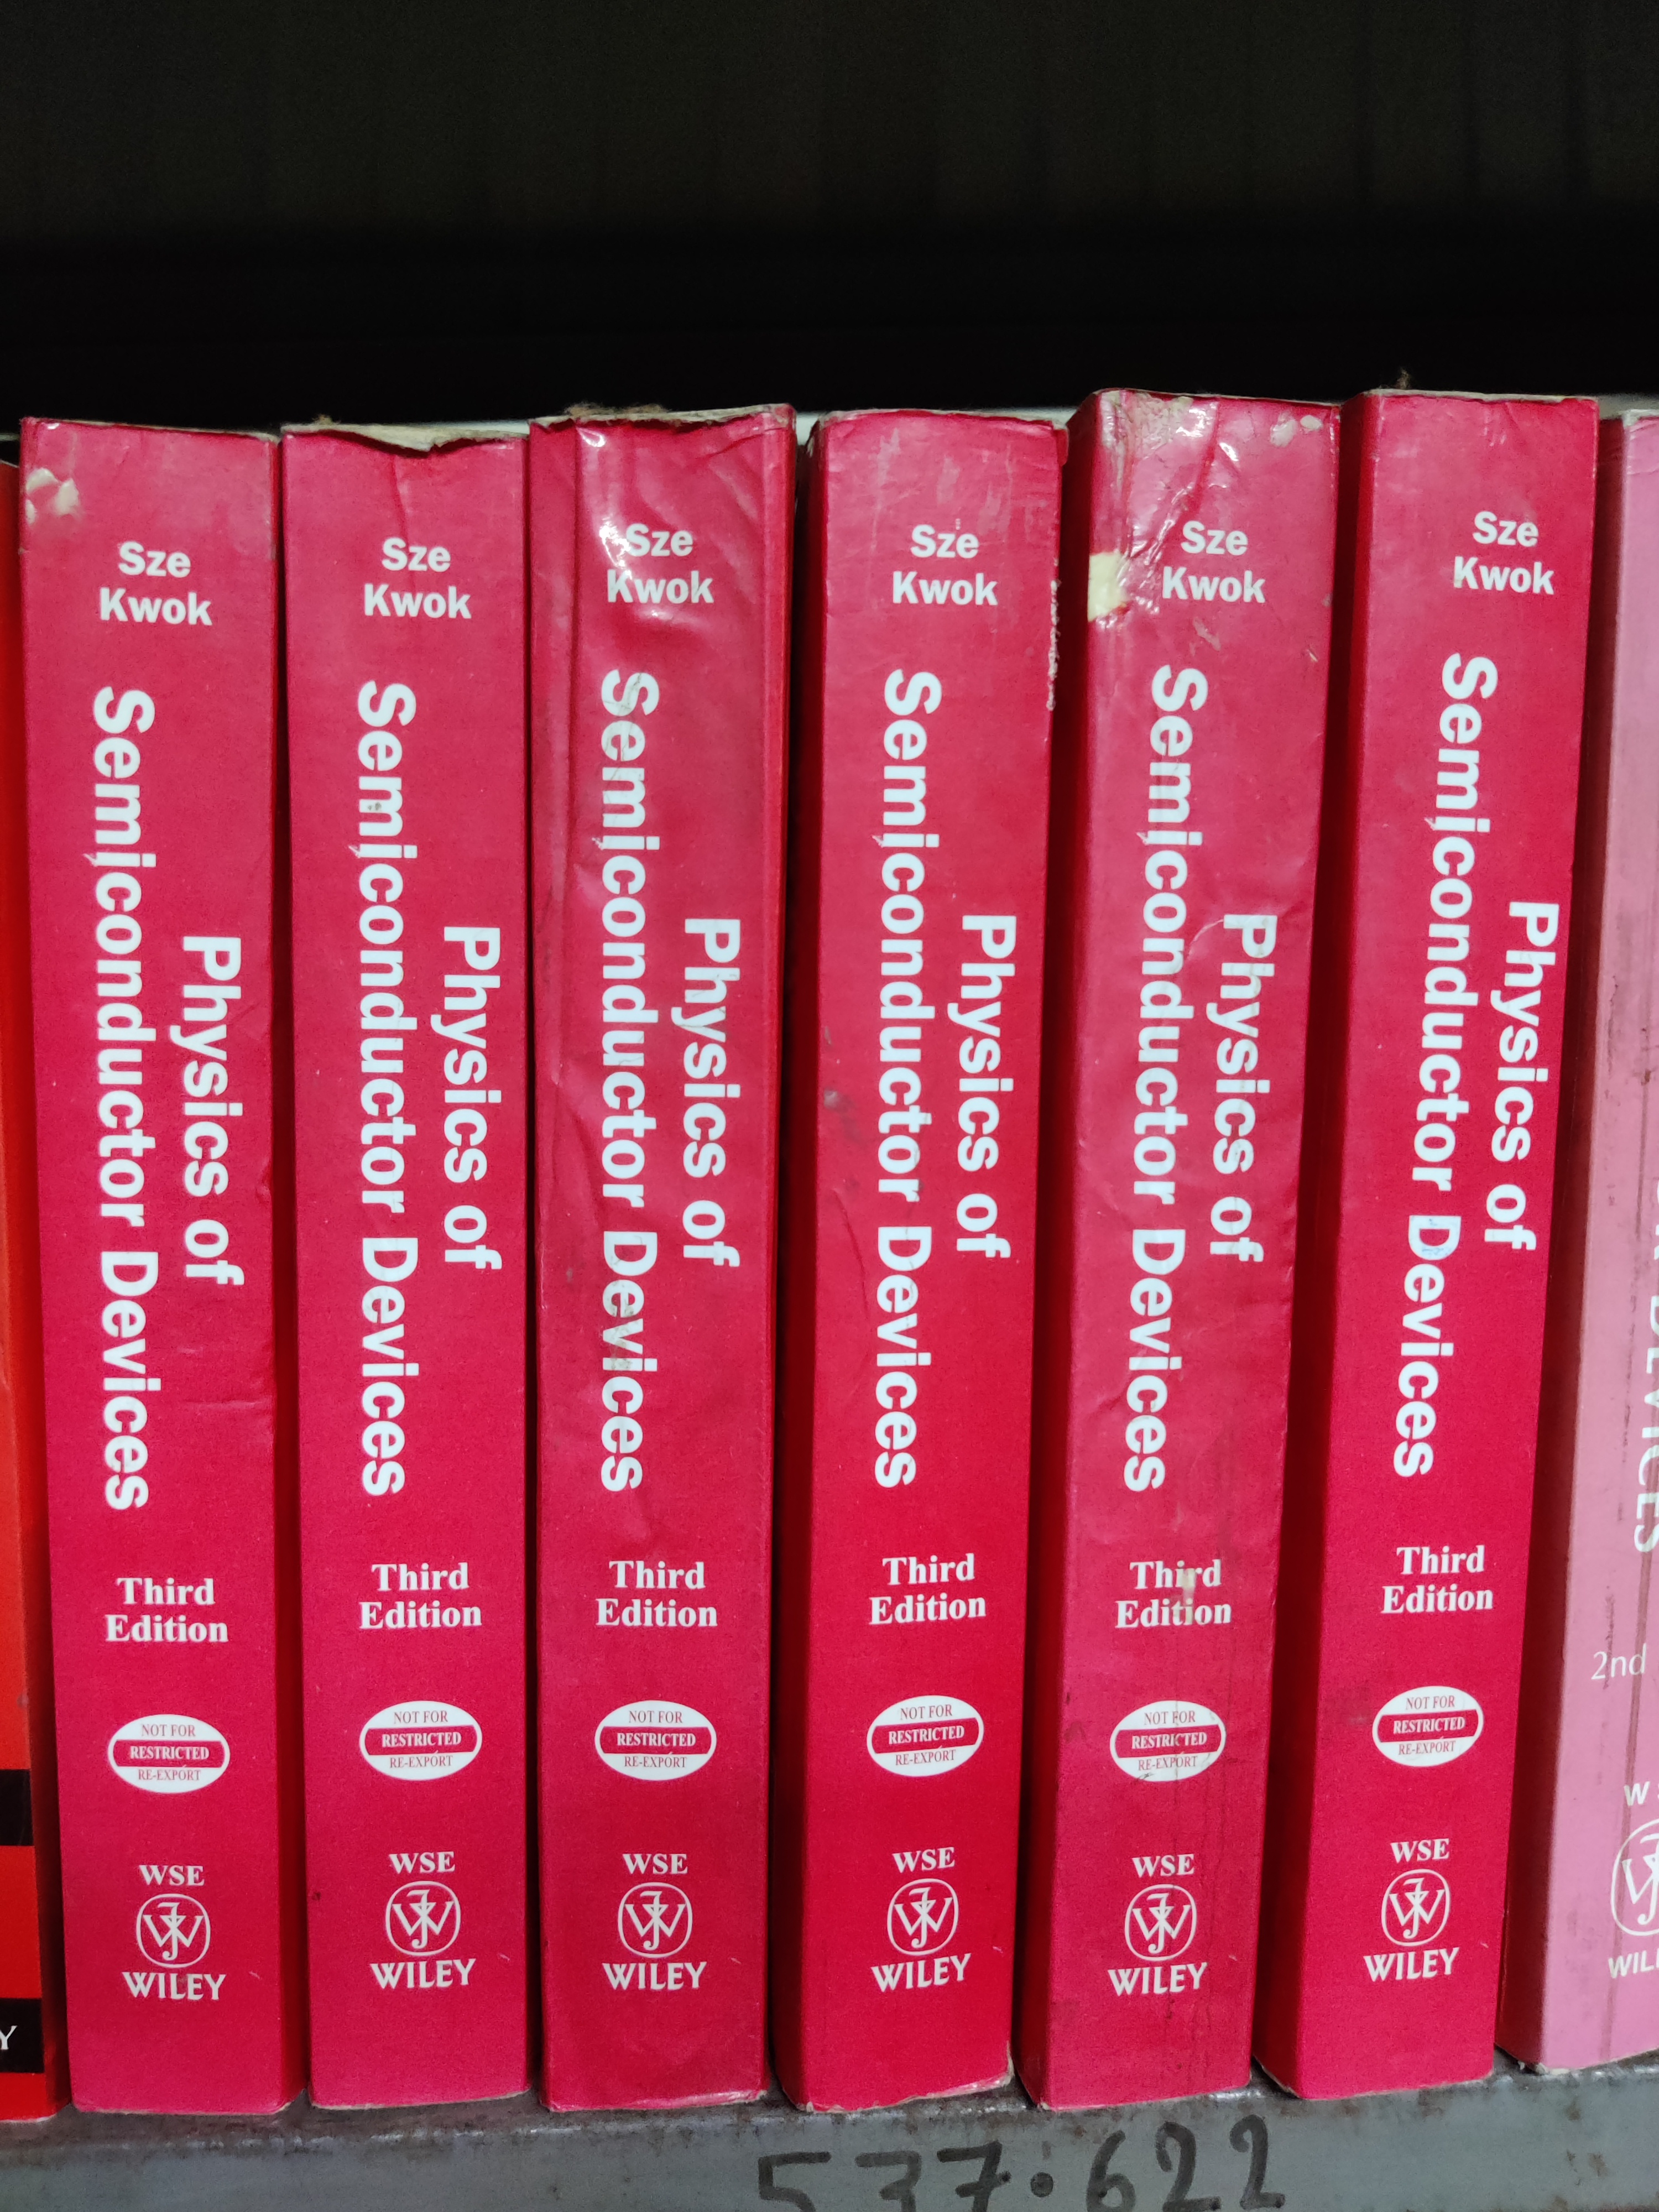 Y
Sze
Kwok
Physics of
Semiconductor Devices
Third
Edition
NOT FOR
RESTRICTED
RE-EXPORT
WSE
WILEY
Sze
Kwok
Physics of
Semiconductor Devices
Third
Edition
NOT FOR
RESTRICTED
RE-EXPORT
WSE
WILEY
Sze
Kwok
Physics of
Semiconductor Devices
Third
Edition
NOT FOR
RESTRICTED
RE-EXPORT
WSE
WILEY
Sze
Kwok
Physics of
Semiconductor Devices
Third
Edition
NOT FOR
RESTRICTED
RE-EXPORT
WSE
WILEY
Sze
Kwok
Physics of
Semiconductor Devices
Third
Edition
NOT FOR
RESTRICTED
RE-EXPORT
WSE
WILEY
Sze
Kwok
Physics of
Semiconductor Devices
Third
Edition
NOT FOR
RESTRICTED
RE-EXPORT
WSE
WILEY
DEVICES
2nd
W
WIL
537.622